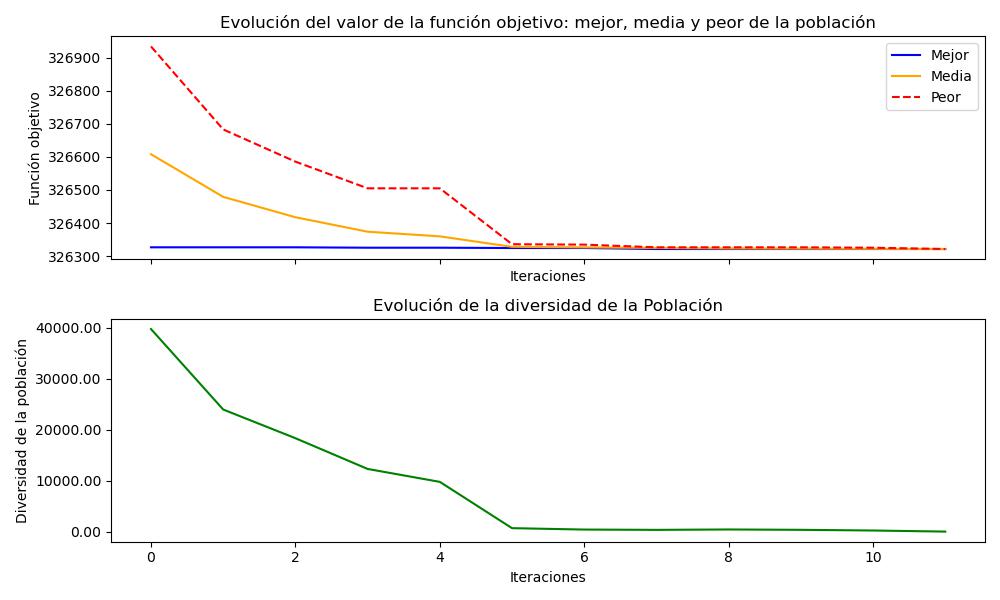 Evolución del valor de la función objetivo: mejor, media y peor de la población
326900
326800
326700
326600
326500
326400
326300
Función objetivo
Mejor
Media
Peor
Iteraciones
Evolución de la diversidad de la Población
40000.00
30000.00
20000.00
10000.00
0.00
Diversidad de la población
0 2 4 6 8 10
Iteraciones